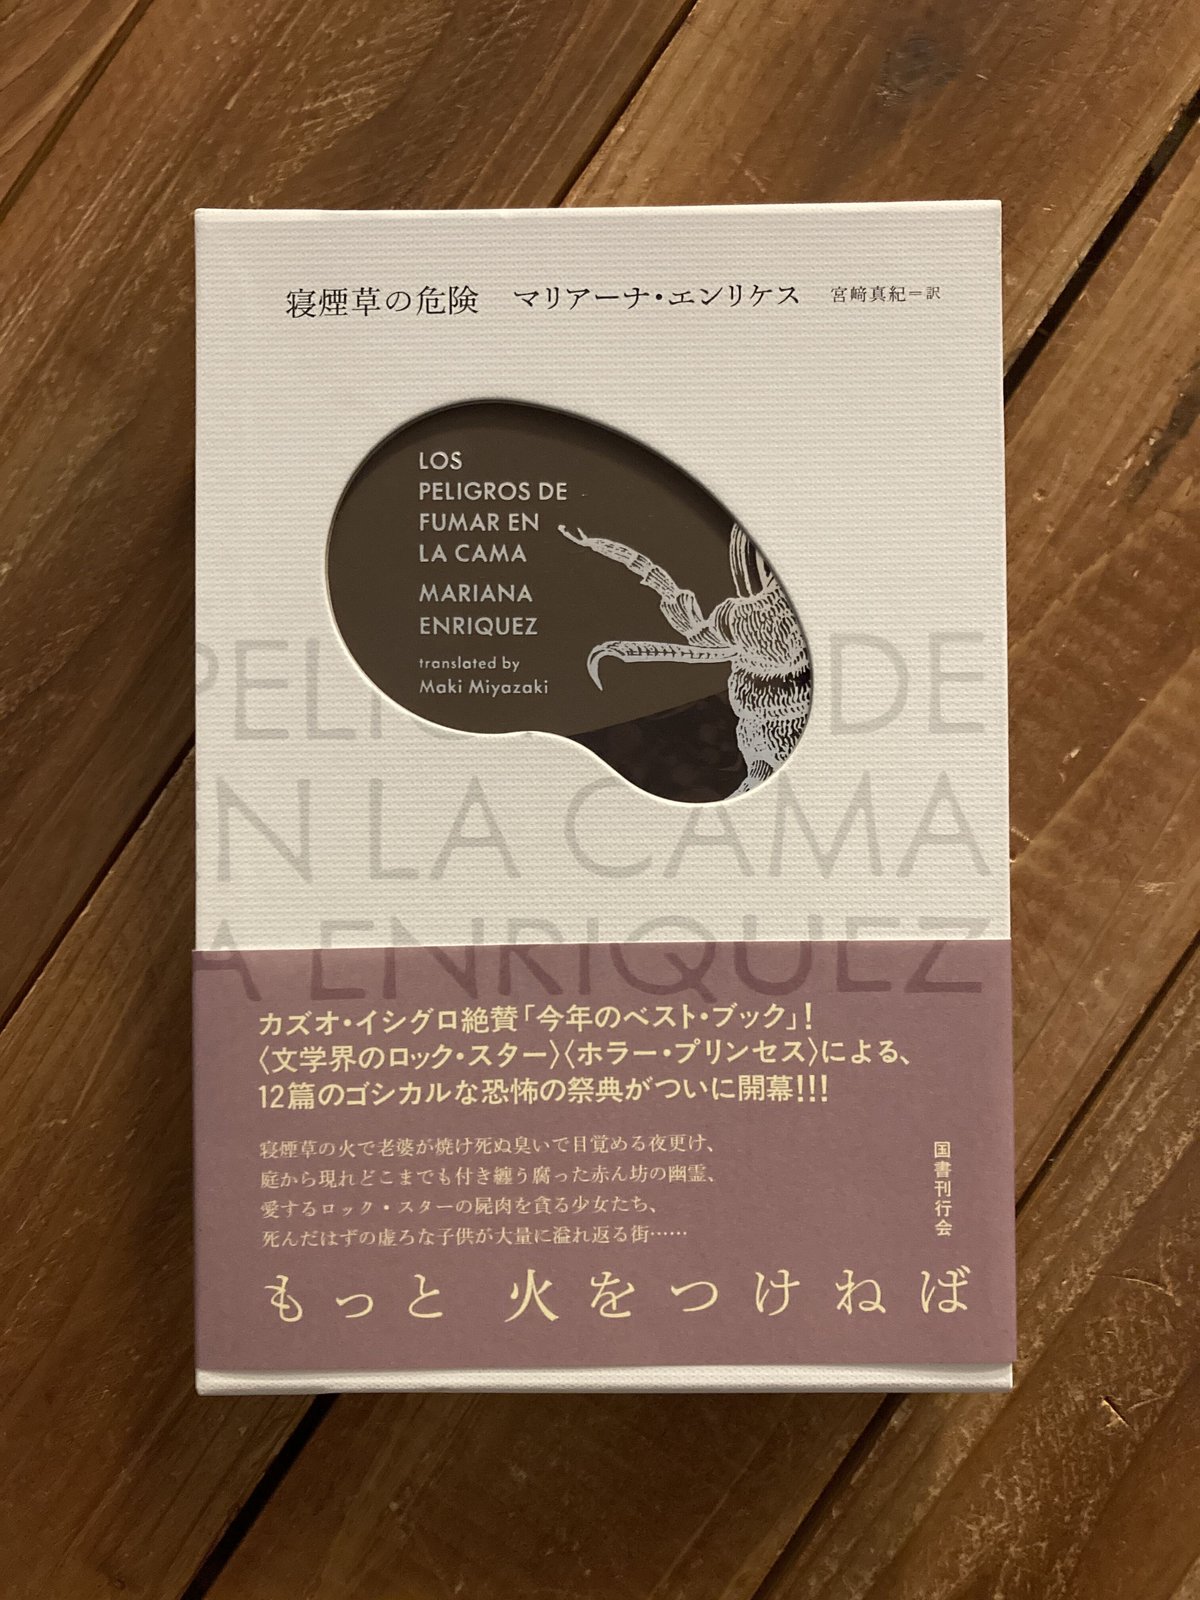 寝煙草の危険 マリアーナ・エンリケス 宮﨑真紀＝訳
LOS
PELIGROS DE
FUMAR EN
LA CAMA
MARIANA
ENRIQUEZ
translated by
Maki Miyazaki
PELI DE
EN LA CAMA
A ENRIQUEZ
カズオ・イシグロ絶賛「今年のベスト・ブック」!
〈文学界のロック・スター〉〈ホラー・プリンセス〉による、
12篇のゴシカルな恐怖の祭典がついに開幕!!!
寝煙草の火で老婆が焼け死ぬ臭いで目覚める夜更け、
庭から現れどこまでも付き纏う腐った赤ん坊の幽霊、
愛するロック・スターの屍肉を貪る少女たち、
死んだはずの虚ろな子供が大量に溢れ返る街……
もっと 火をつけねば
国書刊行会